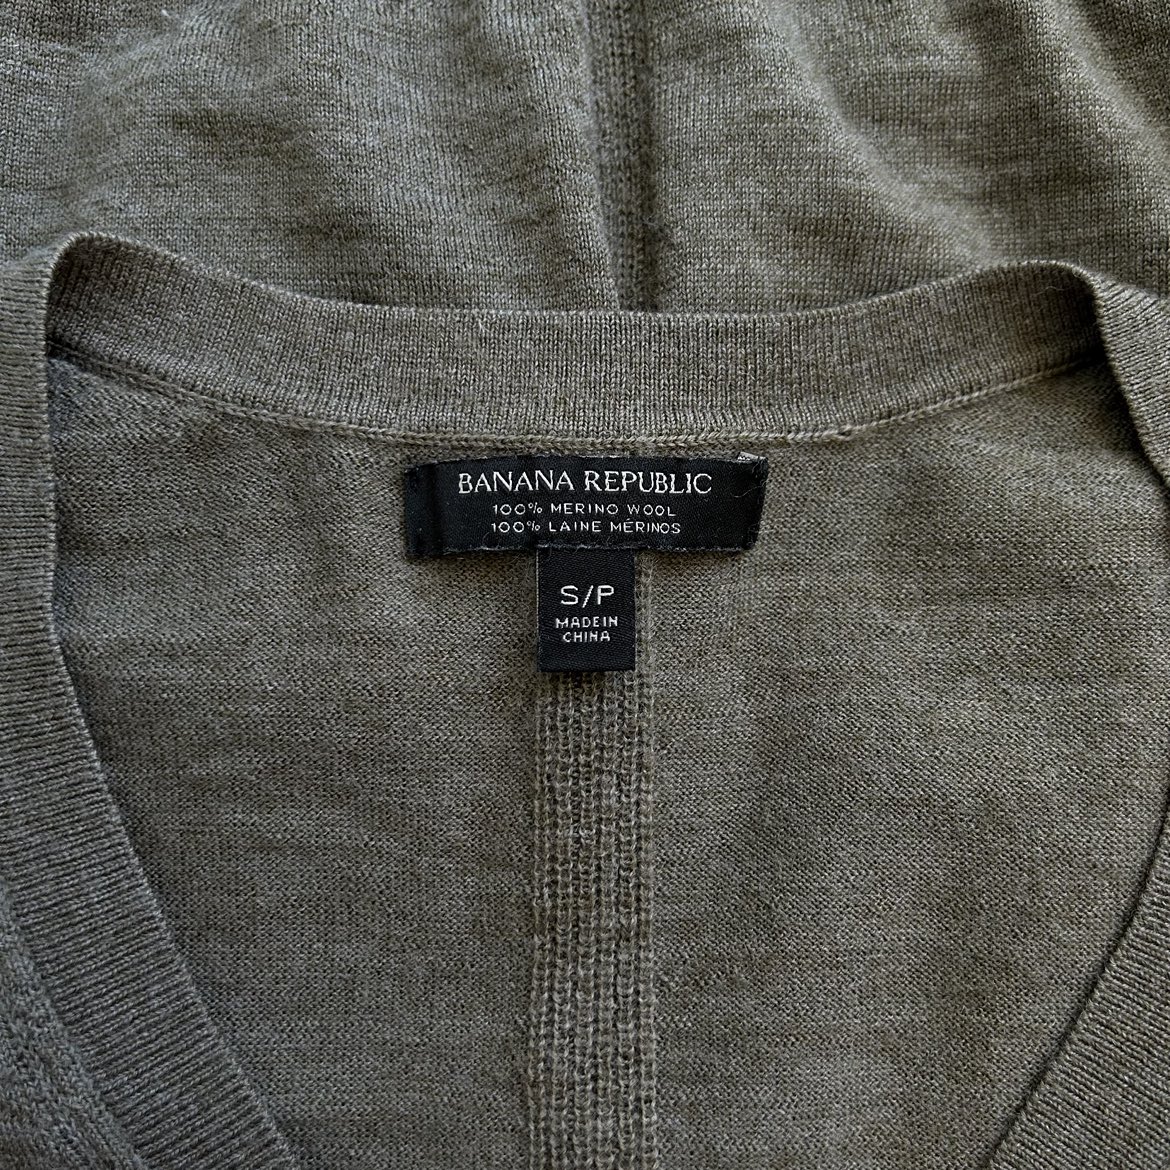 BANANA REPUBLIC
100% MERINO WOOL
100% LAINE MÉRINOS
S/P
MADE IN
CHINA